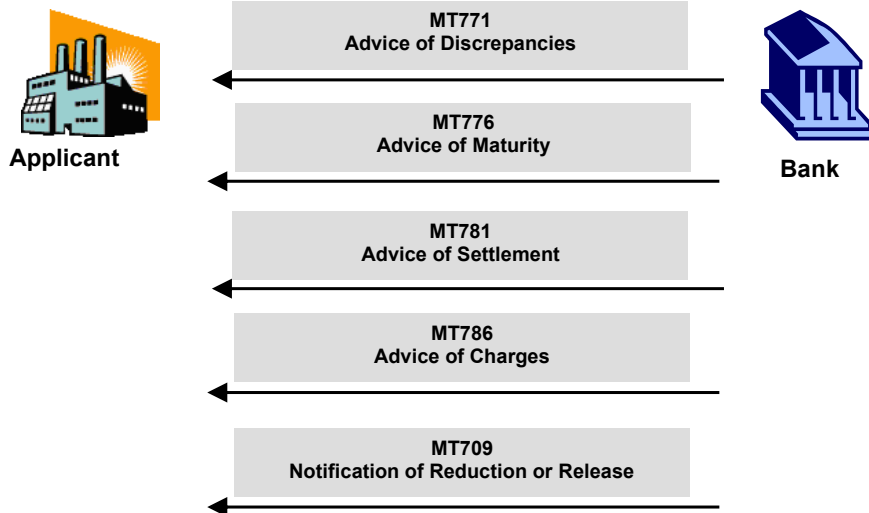 MT771
Advice of Discrepancies
Applicant
Bank
MT776
Advice of Maturity
MT781
Advice of Settlement
MT786
Advice of Charges
MT709
Notification of Reduction or Release